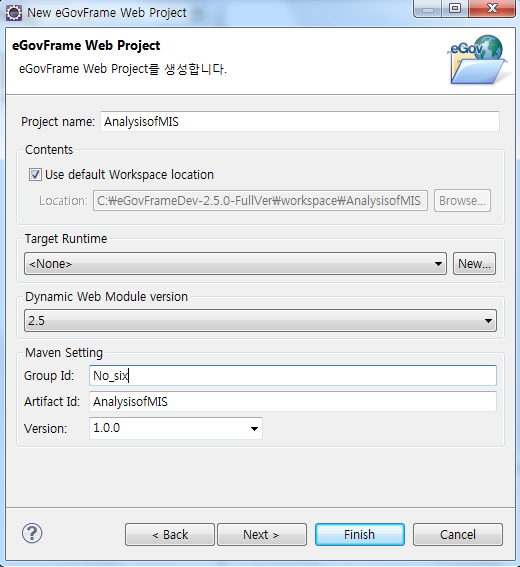 New eGovFrame Web Project
eGovFrame Web Project
eGovFrame Web Project를 생성합니다.
eGov
Project name: AnalysisofMIS
Contents
Use default Workspace location
Location: C:₩eGovFrameDev-2.5.0-FullVer₩workspace₩AnalysisofMIS Browse...
Target Runtime
<None> New...
Dynamic Web Module version
2.5
Maven Setting
Group Id: No_six
Artifact Id: AnalysisofMIS
Version: 1.0.0
? < Back Next > Finish Cancel